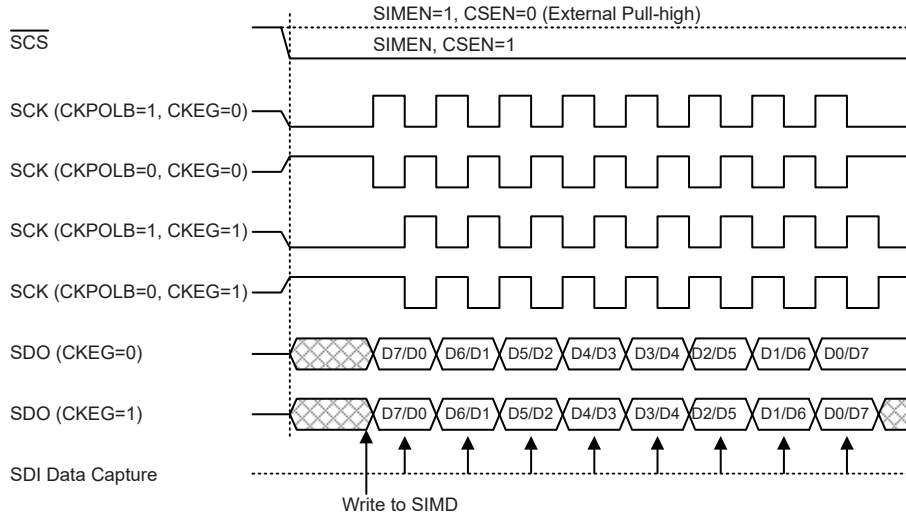 SIMEN=1, CSEN=0 (External Pull-high)
SCS
SIMEN, CSEN=1
SCK (CKPOLB=1, CKEG=0)
SCK (CKPOLB=0, CKEG=0)
SCK (CKPOLB=1, CKEG=1)
SCK (CKPOLB=0, CKEG=1)
SDO (CKEG=0) D7/D0 D6/D1 D5/D2 D4/D3 D3/D4 D2/D5 D1/D6 D0/D7
SDO (CKEG=1) D7/D0 D6/D1 D5/D2 D4/D3 D3/D4 D2/D5 D1/D6 D0/D7
SDI Data Capture
Write to SIMD